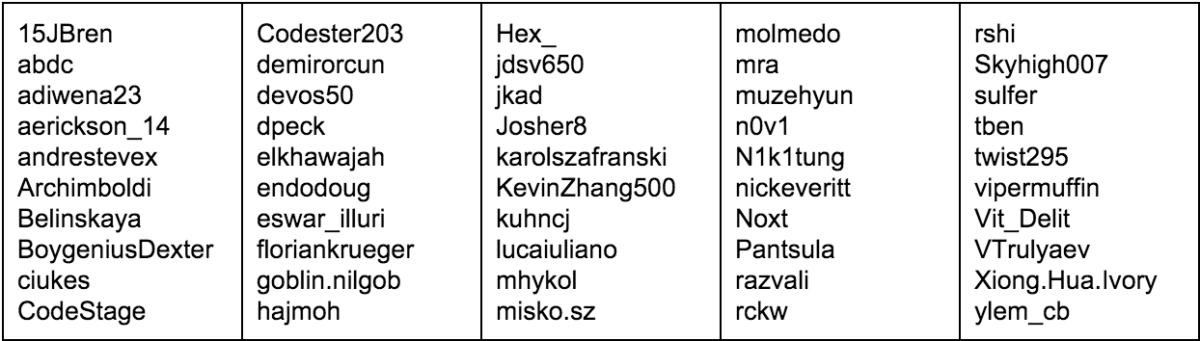 15JBren
abdc
adiwena23
aerickson_14
andrestevex
Archimboldi
Belinskaya
BoygeniusDexter
ciukes
CodeStage
Codester203
demirorcun
devos50
dpeck
elkhawajah
endodoug
eswar_illuri
floriankrueger
goblin.nilgob
hajmoh
Hex_
jdsv650
jkad
Josher8
karolszafranski
KevinZhang500
kuhncj
lucaiuliano
mhykol
misko.sz
molmedo
mra
muzehyun
n0v1
N1k1tung
nickeveritt
Noxt
Pantsula
razvali
rckw
rshi
Skyhigh007
sulfer
tben
twist295
vipermuffin
Vit_Delit
VTrulyaev
Xiong.Hua.Ivory
ylem_cb